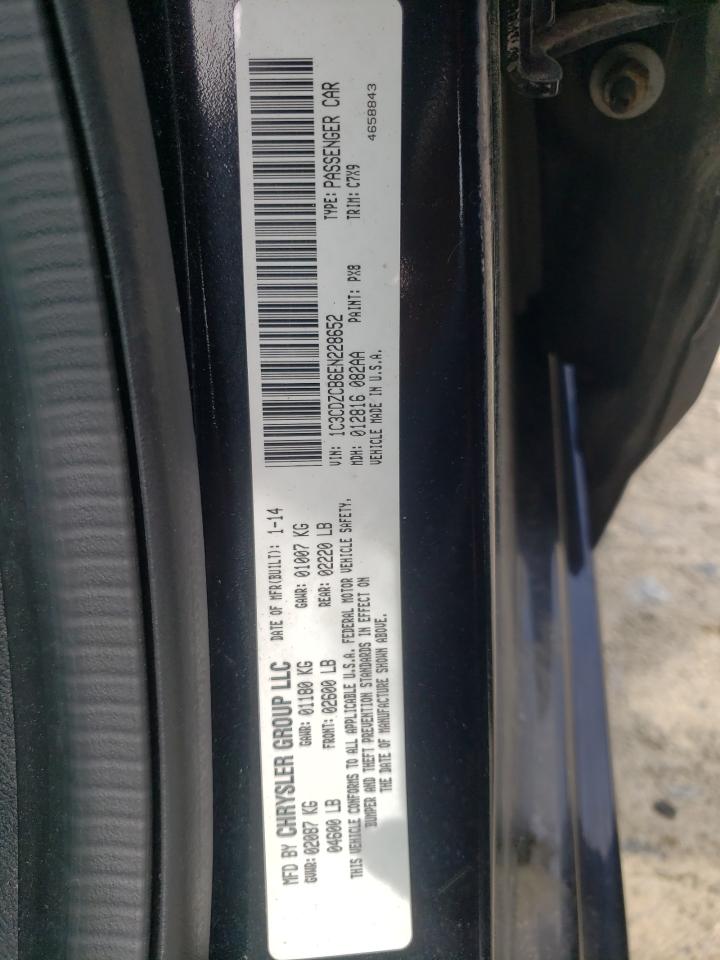 MFD BY CHRYSLER GROUP LLC DATE OF MFR(BUILT): 1-14
GVWR: 02087 KG GAWR: 01180 KG GAWR: 01007 KG
04600 LB FRONT: 02600 LB REAR: 02220 LB
THIS VEHICLE CONFORMS TO ALL APPLICABLE U.S.A. FEDERAL MOTOR VEHICLE SAFETY,
BUMPER AND THEFT PREVENTION STANDARDS IN EFFECT ON
THE DATE OF MANUFACTURE SHOWN ABOVE.
VIN: 1C3CDZCB6EN228652 TYPE: PASSENGER CAR
MDH: 012816 082AA PAINT: PX8 TRIM: C7X9
VEHICLE MADE IN U.S.A. 4658843